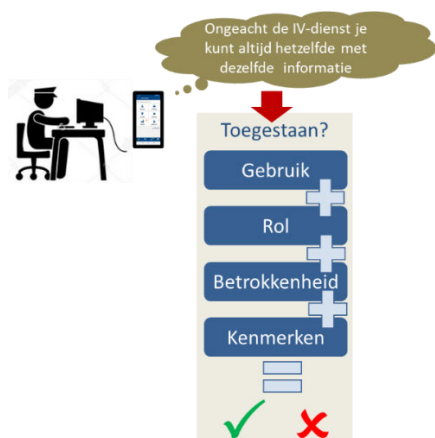 Ongeacht de IV-dienst je
kunt altijd hetzelfde met
dezelfde informatie
Toegestaan?
Gebruik
Rol
Betrokkenheid
Kenmerken